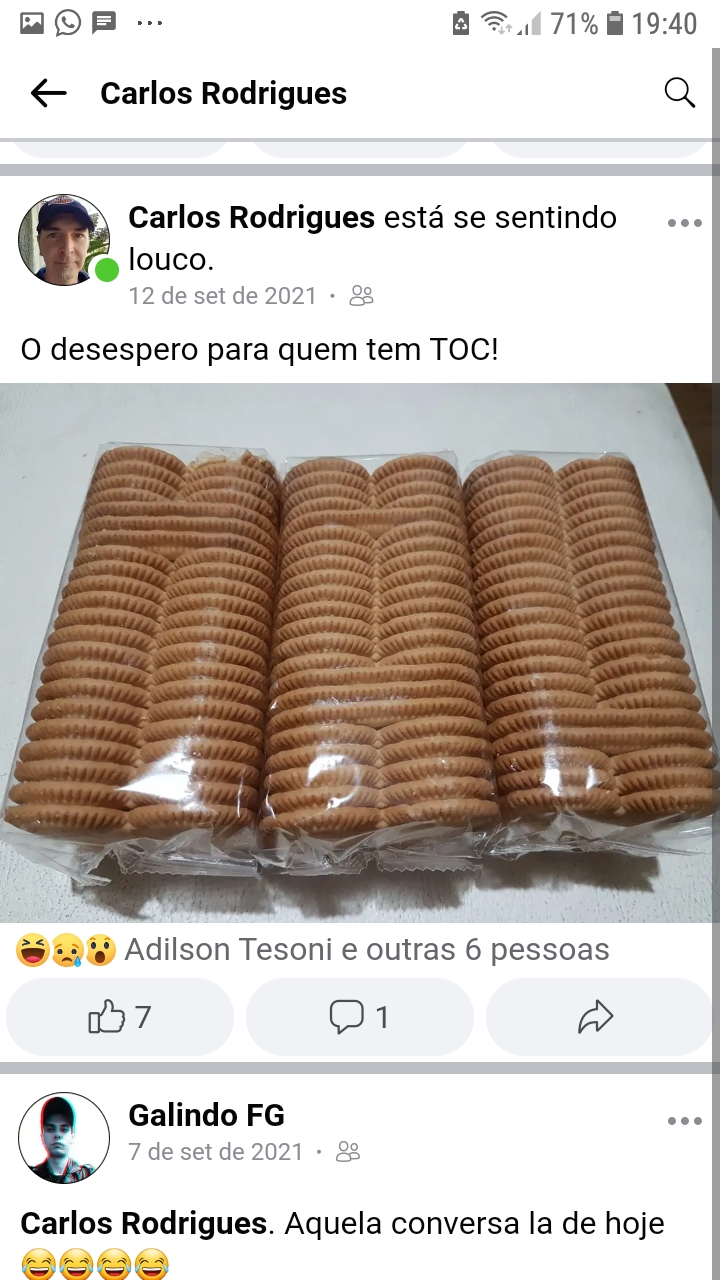 71% 19:40
Carlos Rodrigues
Carlos Rodrigues está se sentindo
louco.
12 de set de 2021 ·
O desespero para quem tem TOC!
😆😢😮 Adilson Tesoni e outras 6 pessoas
7 1
Galindo FG
7 de set de 2021 ·
Carlos Rodrigues. Aquela conversa la de hoje
😂😂😂😂